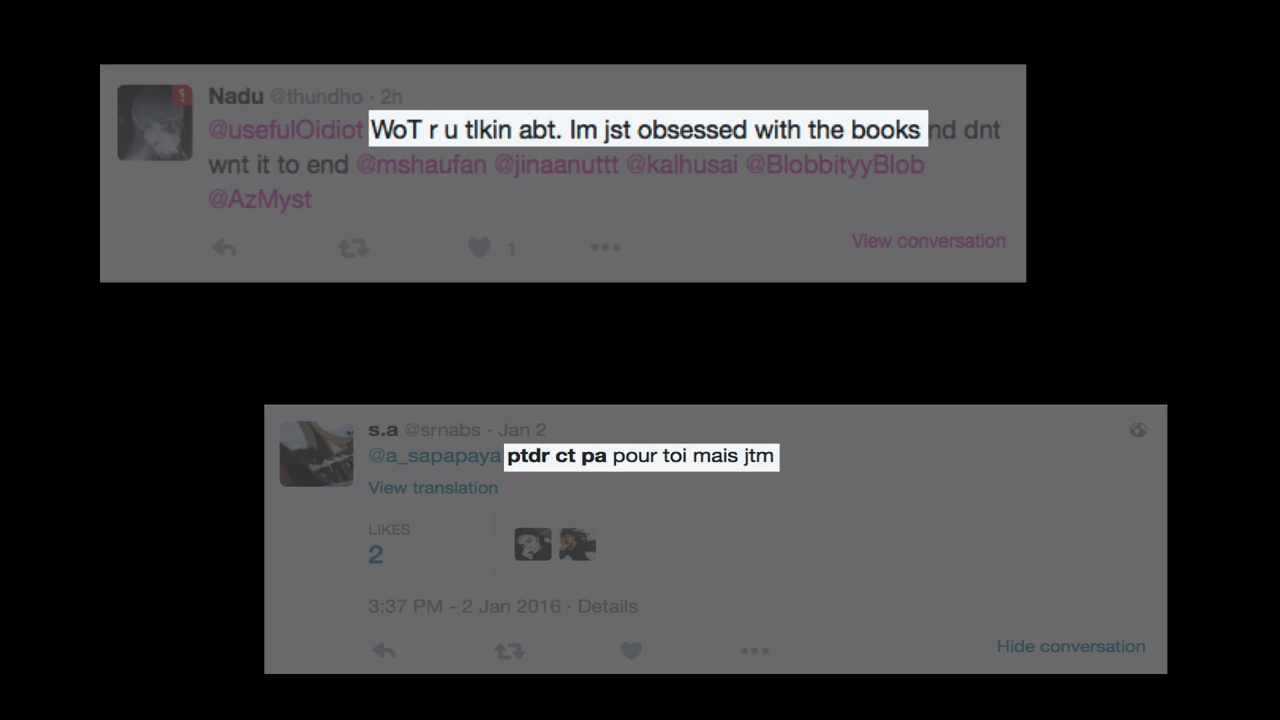 Nadu @thundho · 2h
@usefulOidiot WoT r u tlkin abt. Im jst obsessed with the books nd dnt
wnt it to end @mshaufan @jinaanuttt @kalhusai @BlobbityyBlob
@AzMyst
1
View conversation
s.a @srnabs · Jan 2
@a_sapapaya ptdr ct pa pour toi mais jtm
View translation
LIKES
2
3:37 PM - 2 Jan 2016 · Details
Hide conversation